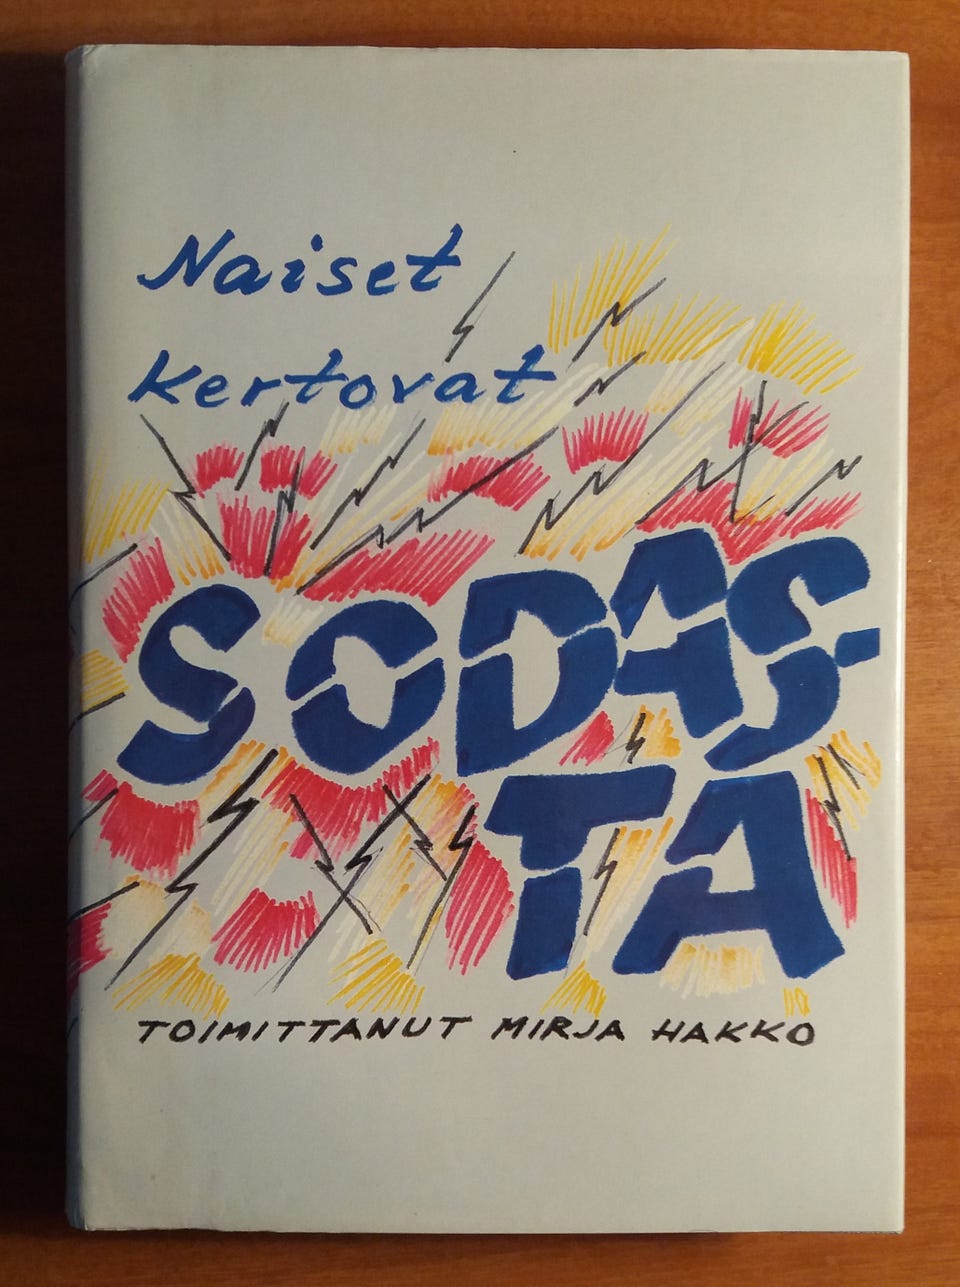 Naiset
kertovat
SODAS-
TA
TOIMITTANUT MIRJA HAKKO